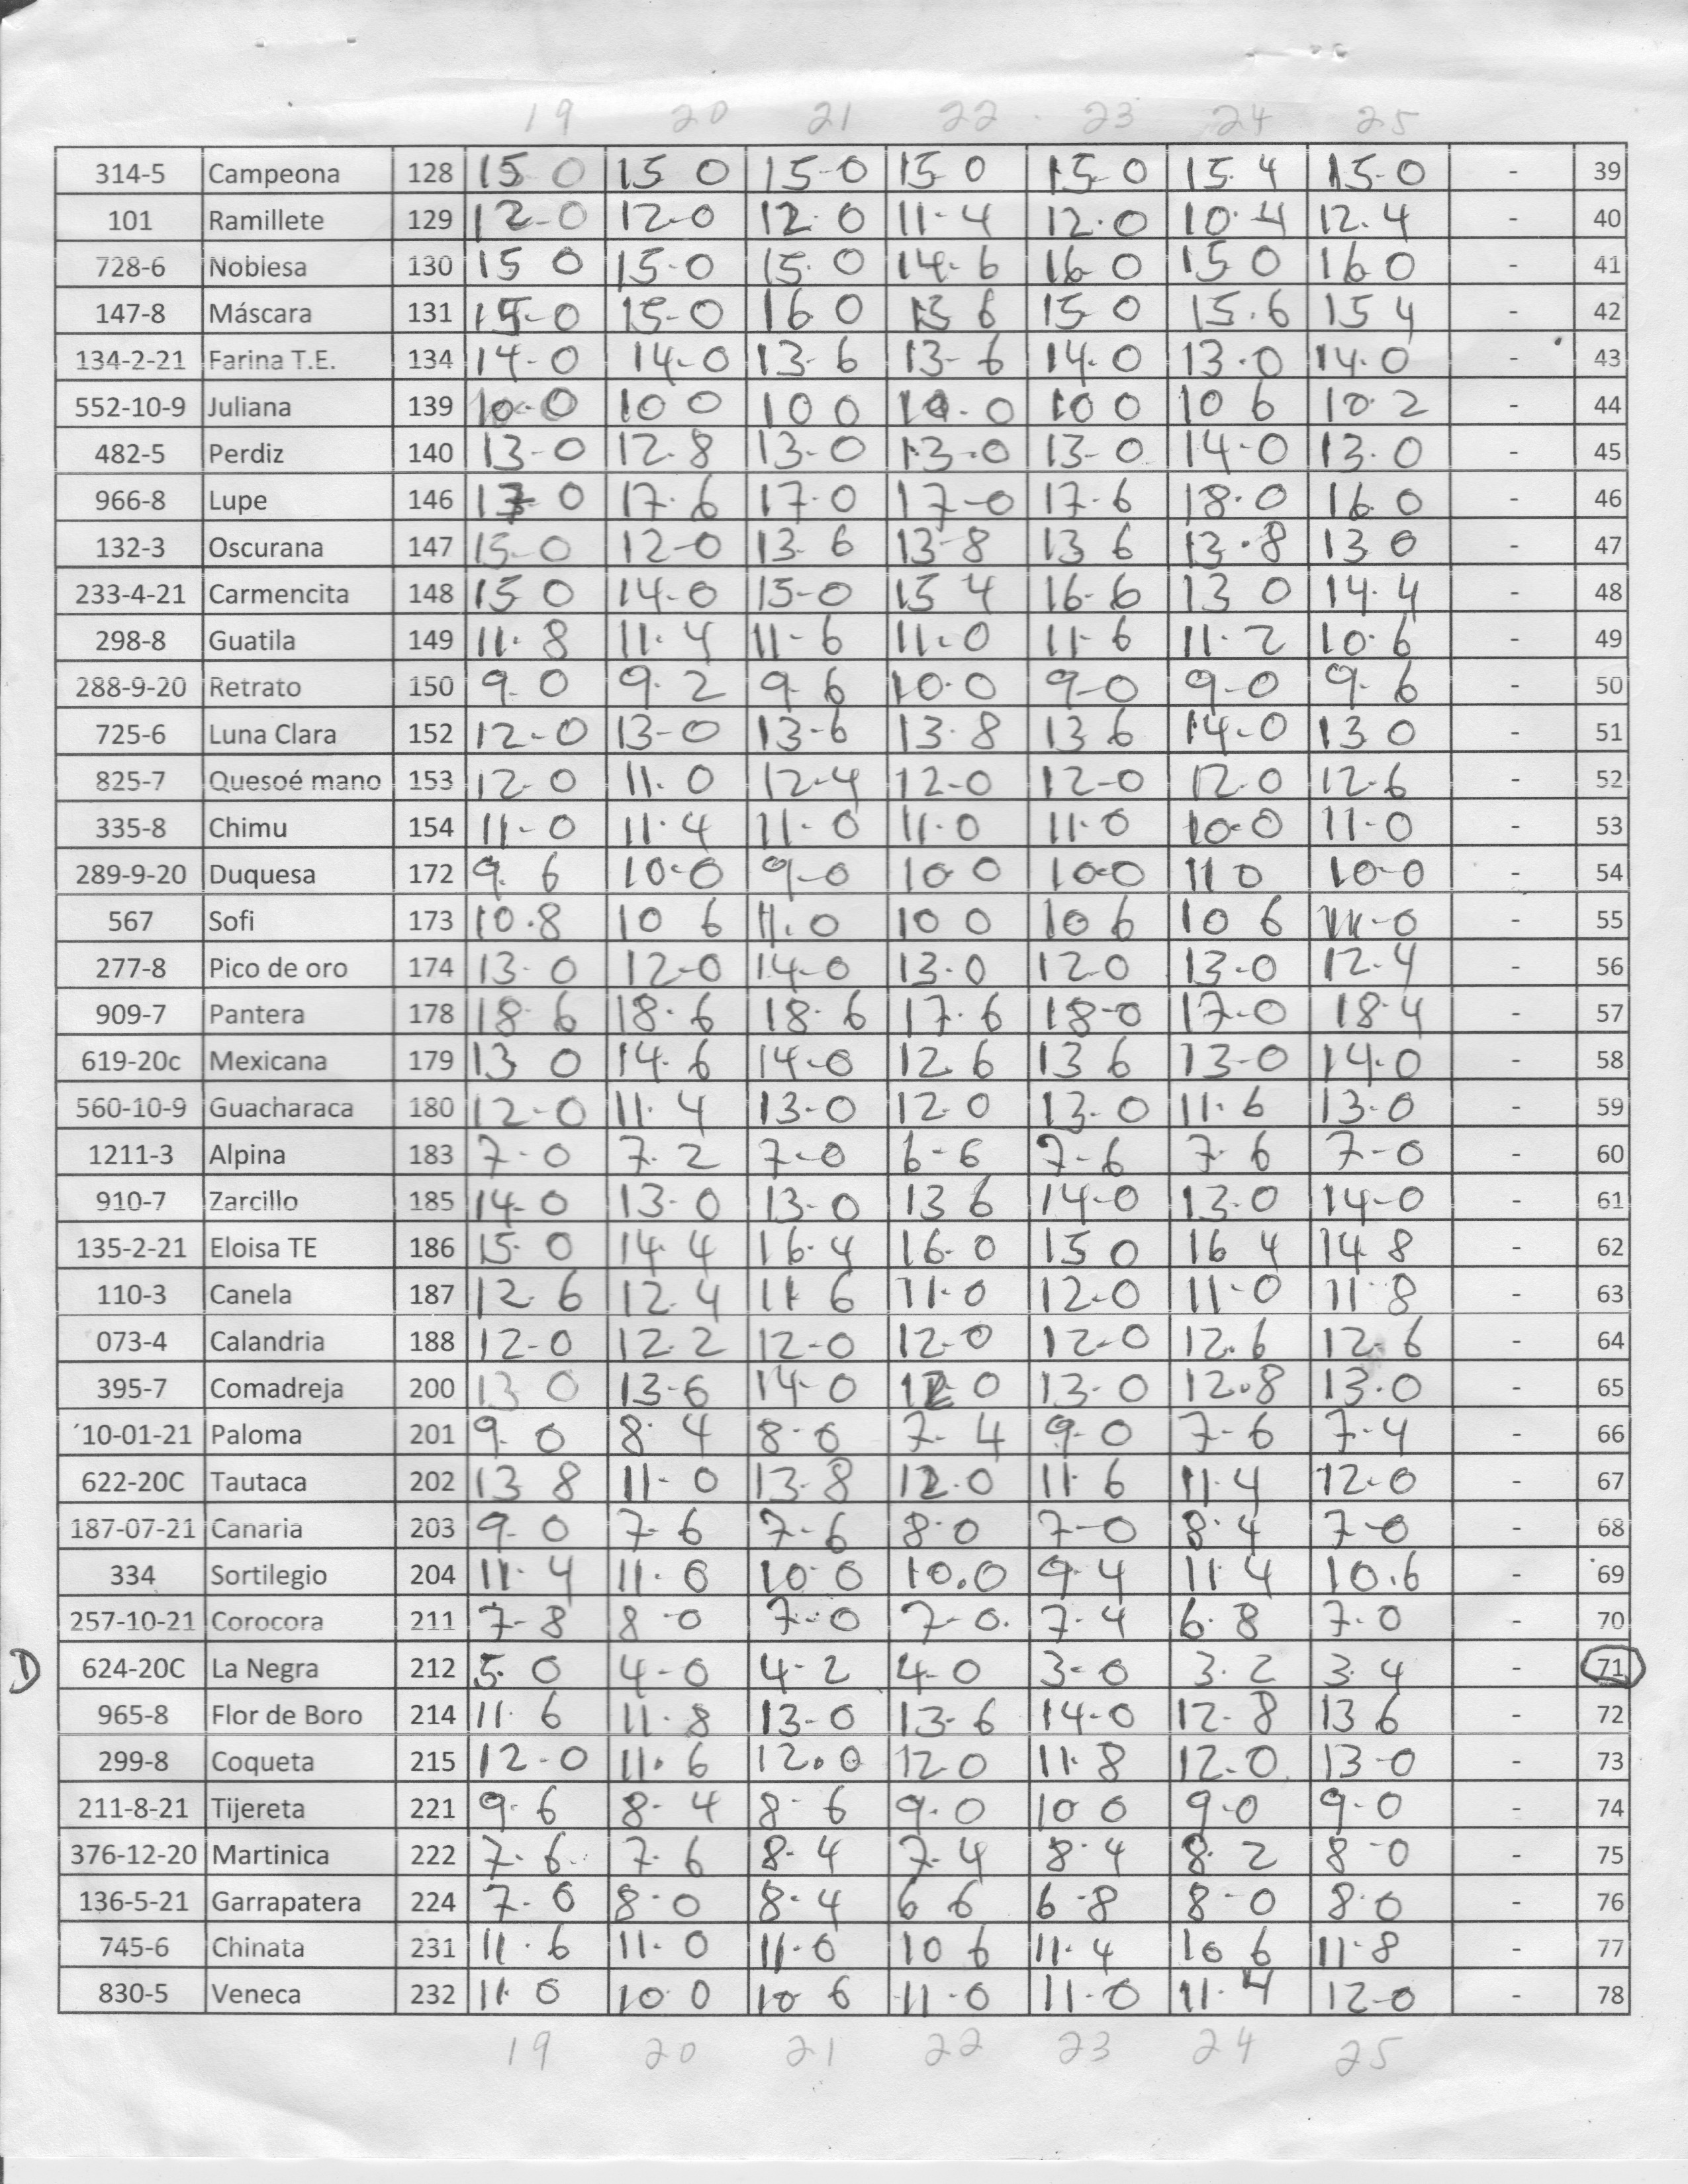 19 20 21 22 23 24 25
314-5 Campeona 128 15 0 15 0 15-0 15 0 15-0 15.4 15-0 - 39
101 Ramillete 129 12-0 12-0 12.0 11-4 12.0 10.4 12.4 - 40
728-6 Nobiesa 130 15 0 15-0 15.0 14-6 16-0 15 0 16 0 - 41
147-8 Máscara 131 15-0 15-0 16 0 13 6 15 0 15.6 15 4 - 42
134-2-21 Farina T.E. 134 14-0 14-0 13-6 13-6 14.0 13.0 14.0 - 43
552-10-9 Juliana 139 10-0 10 0 10 0 10-0 10 0 10 6 10.2 - 44
482-5 Perdiz 140 13-0 12.8 13-0 13-0 13-0 14-0 13.0 - 45
966-8 Lupe 146 17 0 17.6 17.0 17-0 17-6 18.0 16.0 - 46
132-3 Oscurana 147 15-0 12-0 13-6 13-8 13 6 13.8 13 0 - 47
233-4-21 Carmencita 148 15 0 14-0 15-0 15 4 16-6 13 0 14.4 - 48
298-8 Guatila 149 11.8 11.4 11-6 11-0 11-6 11.2 10.6 - 49
288-9-20 Retrato 150 9.0 9.2 9-6 10.0 9-0 9-0 9-6 - 50
725-6 Luna Clara 152 12-0 13-0 13-6 13.8 13 6 14-0 13 0 - 51
825-7 Quesoé mano 153 12-0 11.0 12-4 12-0 12-0 12.0 12-6 - 52
335-8 Chimu 154 11-0 11.4 11-0 11.0 11.0 10-0 11-0 - 53
289-9-20 Duquesa 172 9.6 10-0 9-0 10 0 10-0 11 0 10-0 - 54
567 Sofi 173 10.8 10 6 11.0 10 0 10 6 10 6 -0 - 55
277-8 Pico de oro 174 13-0 12-0 14-0 13.0 12-0 13-0 12.4 - 56
909-7 Pantera 178 18 6 18.6 18.6 17.6 18-0 17-0 18.4 - 57
619-20c Mexicana 179 13 0 14.6 14-0 12.6 13 6 13-0 14.0 - 58
560-10-9 Guacharaca 180 12-0 11.4 13-0 12 0 13-0 11.6 13-0 - 59
1211-3 Alpina 183 7-0 7.2 7-0 6-6 7-6 7.6 7-0 - 60
910-7 Zarcillo 185 14-0 13-0 13-0 13 6 14-0 13.0 14-0 - 61
135-2-21 Eloisa TE 186 15-0 14.4 16.4 16-0 15 0 16 4 14 8 - 62
110-3 Canela 187 12.6 12.4 11 6 11-0 12-0 11-0 11.8 - 63
073-4 Calandria 188 12-0 12.2 12-0 12-0 12-0 12.6 12-6 - 64
395-7 Comadreja 200 13 0 13-6 14-0 12 0 13-0 12.8 13.0 - 65
´10-01-21 Paloma 201 9-0 8.4 8-0 7-4 9-0 7-6 7-4 - 66
622-20C Tautaca 202 13 8 11-0 13-8 12.0 11.6 11.4 12-0 - 67
187-07-21 Canaria 203 9-0 7-6 7-6 8.0 7-0 8.4 7-0 - 68
334 Sortilegio 204 11.4 11.0 10-0 10.0 9-4 11 4 10.6 - 69
257-10-21 Corocora 211 7-8 8-0 7-0 7-0. 7.4 6.8 7.0 - 70
D 624-20C La Negra 212 5.0 4-0 4-2 4-0 3-0 3.2 3.4 - 71
965-8 Flor de Boro 214 11.6 11.8 13-0 13-6 14-0 12-8 13 6 - 72
299-8 Coqueta 215 12-0 11.6 12.0 12 0 11.8 12.0 13-0 - 73
211-8-21 Tijereta 221 9-6 8-4 8-6 9.0 10 0 9-0 9-0 - 74
376-12-20 Martinica 222 7-6 7.6 8-4 7-4 8.4 8.2 8-0 - 75
136-5-21 Garrapatera 224 7-0 8.0 8-4 6 6 6-8 8-0 8.0 - 76
745-6 Chinata 231 11.6 11.0 11.0 10 6 11.4 10 6 11.8 - 77
830-5 Veneca 232 11.0 10 0 10 6 11-0 11-0 11.4 12-0 - 78
19 20 21 22 23 24 25